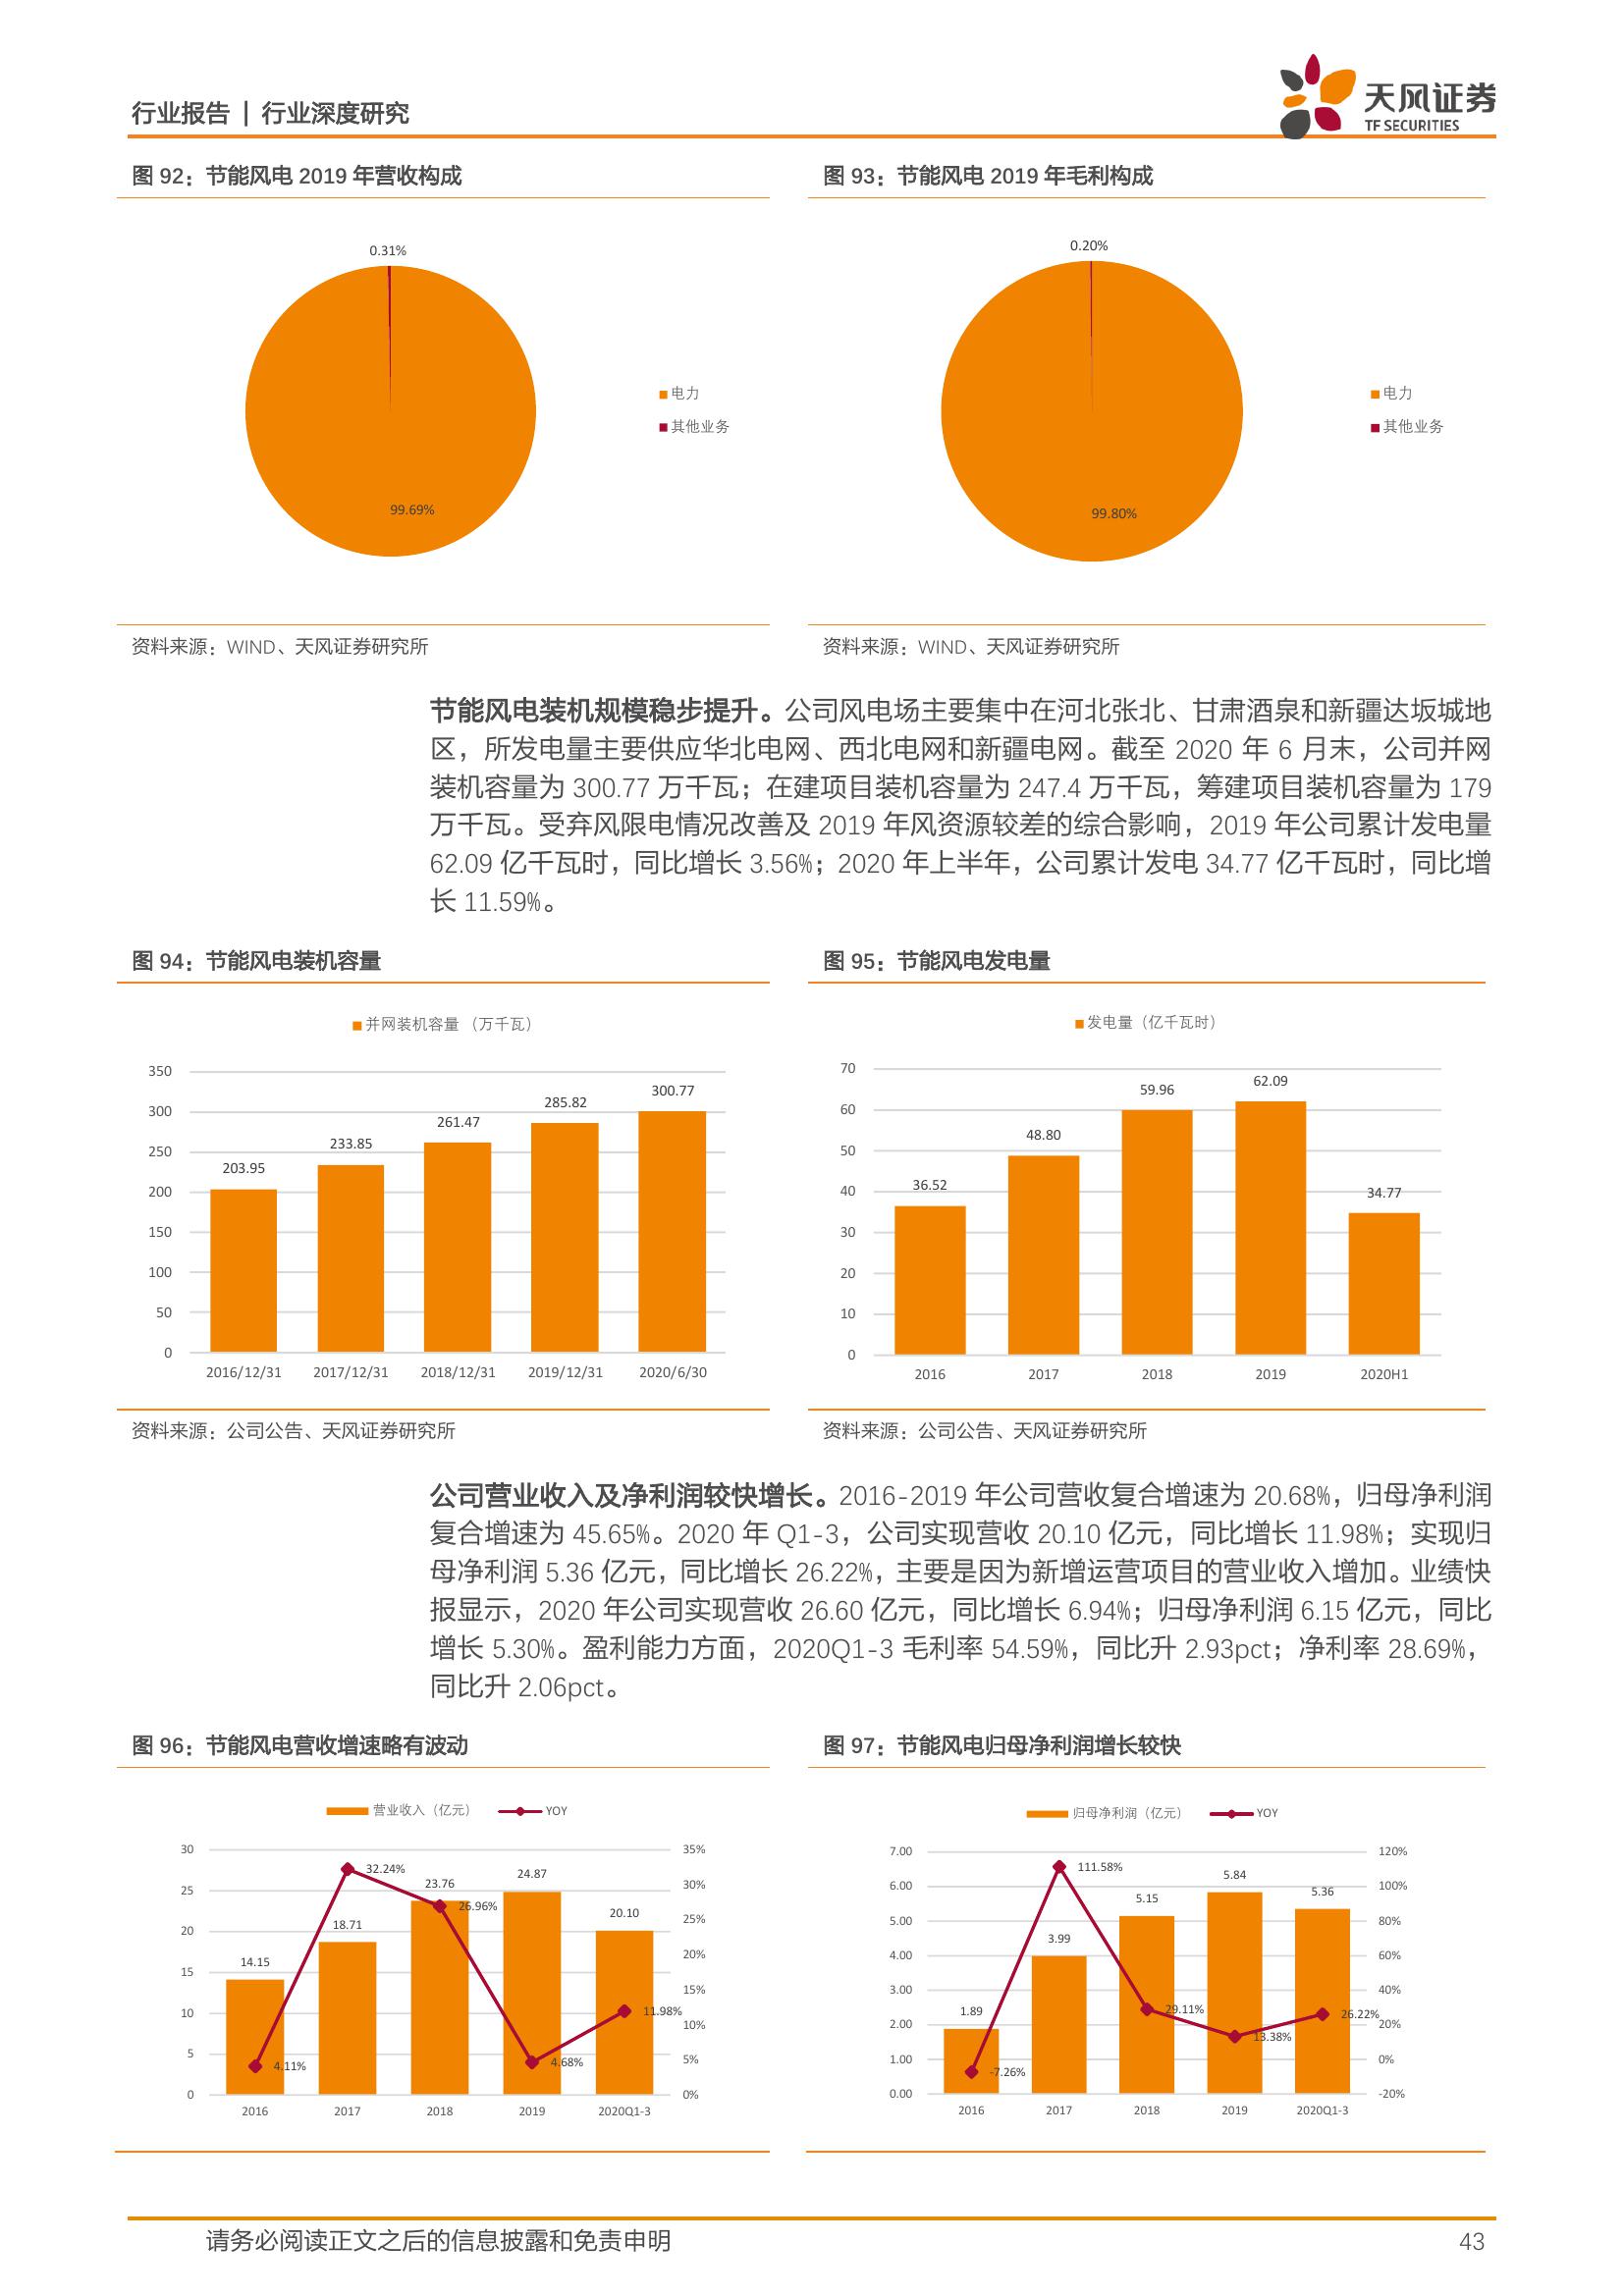 行业报告 | 行业深度研究
天风证券
TF SECURITIES
图 92：节能风电 2019 年营收构成
0.31%
99.69%
电力
其他业务
资料来源：WIND、天风证券研究所
图 93：节能风电 2019 年毛利构成
0.20%
99.80%
电力
其他业务
资料来源：WIND、天风证券研究所
节能风电装机规模稳步提升。公司风电场主要集中在河北张北、甘肃酒泉和新疆达坂城地
区，所发电量主要供应华北电网、西北电网和新疆电网。截至 2020 年 6 月末，公司并网
装机容量为 300.77 万千瓦；在建项目装机容量为 247.4 万千瓦，筹建项目装机容量为 179
万千瓦。受弃风限电情况改善及 2019 年风资源较差的综合影响，2019 年公司累计发电量
62.09 亿千瓦时，同比增长 3.56%；2020 年上半年，公司累计发电 34.77 亿千瓦时，同比增
长 11.59%。
图 94：节能风电装机容量
并网装机容量 （万千瓦）
350
300
250
200
150
100
50
0
203.95
233.85
261.47
285.82
300.77
2016/12/31 2017/12/31 2018/12/31 2019/12/31 2020/6/30
资料来源：公司公告、天风证券研究所
图 95：节能风电发电量
发电量（亿千瓦时）
70
60
50
40
30
20
10
0
36.52
48.80
59.96
62.09
34.77
2016 2017 2018 2019 2020H1
资料来源：公司公告、天风证券研究所
公司营业收入及净利润较快增长。2016-2019 年公司营收复合增速为 20.68%，归母净利润
复合增速为 45.65%。2020 年 Q1-3，公司实现营收 20.10 亿元，同比增长 11.98%；实现归
母净利润 5.36 亿元，同比增长 26.22%，主要是因为新增运营项目的营业收入增加。业绩快
报显示，2020 年公司实现营收 26.60 亿元，同比增长 6.94%；归母净利润 6.15 亿元，同比
增长 5.30%。盈利能力方面，2020Q1-3 毛利率 54.59%，同比升 2.93pct；净利率 28.69%，
同比升 2.06pct。
图 96：节能风电营收增速略有波动
营业收入（亿元） YOY
30
25
20
15
10
5
0
14.15
18.71
23.76
24.87
20.10
4.11%
32.24%
26.96%
4.68%
11.98%
35%
30%
25%
20%
15%
10%
5%
0%
2016 2017 2018 2019 2020Q1-3
图 97：节能风电归母净利润增长较快
归母净利润（亿元） YOY
7.00
6.00
5.00
4.00
3.00
2.00
1.00
0.00
1.89
3.99
5.15
5.84
5.36
-7.26%
111.58%
29.11%
13.38%
26.22%
120%
100%
80%
60%
40%
20%
0%
-20%
2016 2017 2018 2019 2020Q1-3
请务必阅读正文之后的信息披露和免责申明
43